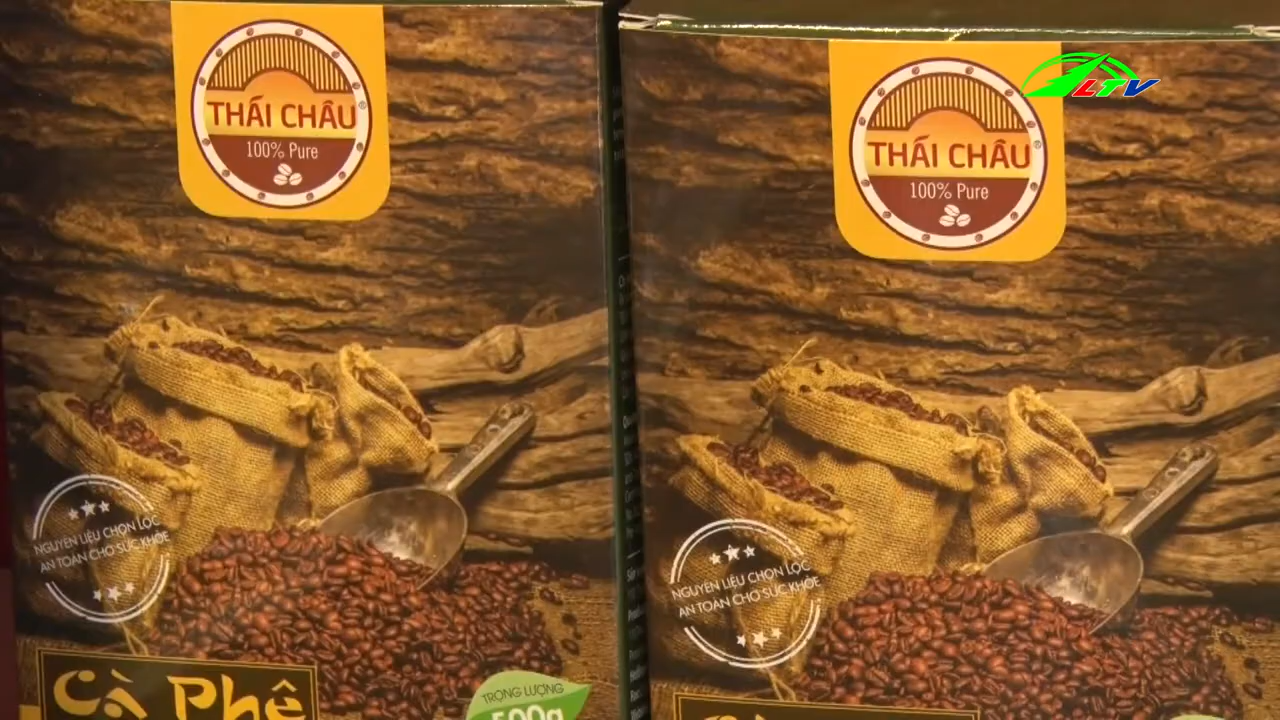 THÁI CHÂU
100% Pure
NGUYÊN LIỆU CHỌN LỌC
AN TOÀN CHO SỨC KHỎE
Cà Phê
TRỌNG LƯỢNG
500g
THÁI CHÂU
100% Pure
NGUYÊN LIỆU CHỌN LỌC
AN TOÀN CHO SỨC KHỎE
LTV